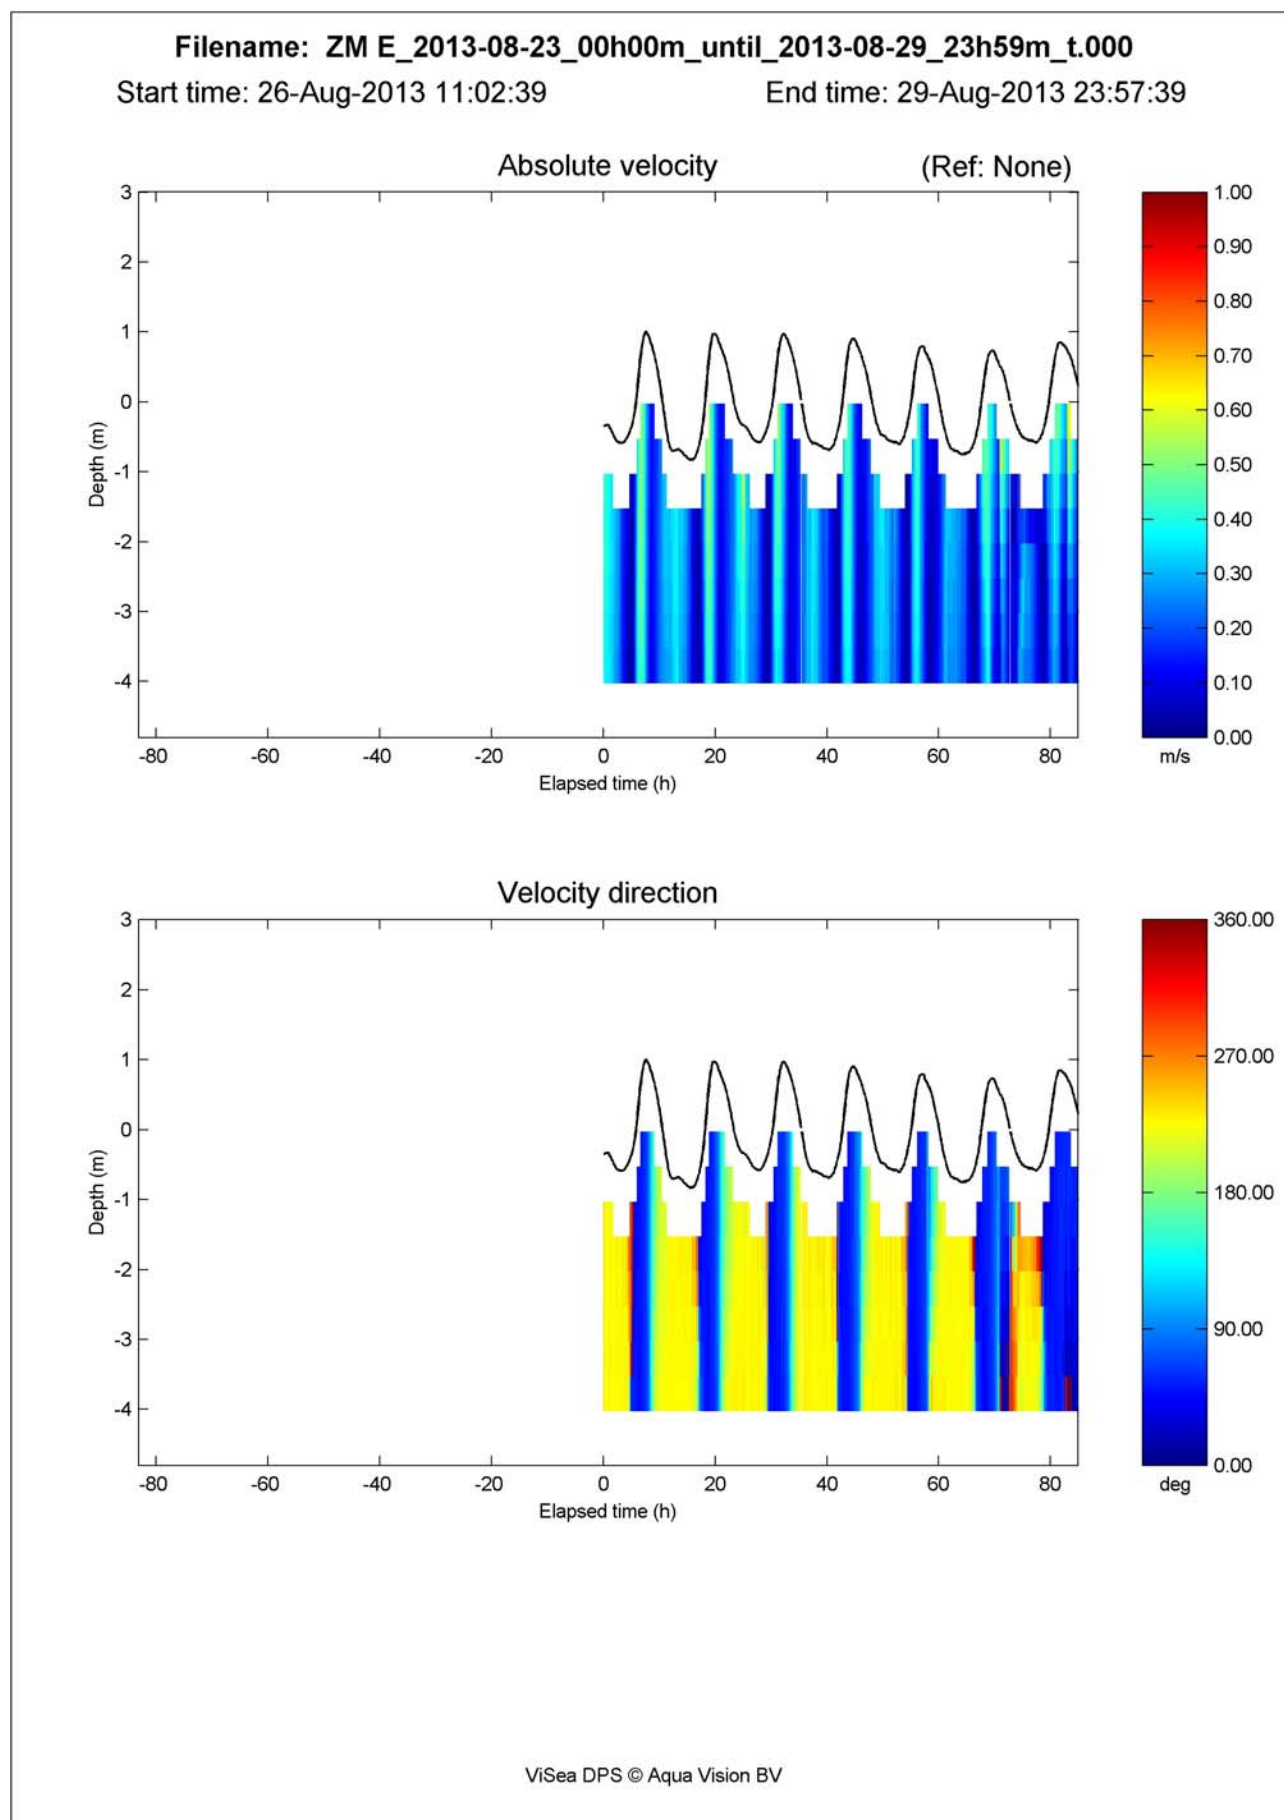 Filename: ZM E_2013-08-23_00h00m_until_2013-08-29_23h59m_t.000
Start time: 26-Aug-2013 11:02:39 End time: 29-Aug-2013 23:57:39
Absolute velocity (Ref: None)
3
2
1
0
-1
-2
-3
-4
Depth (m)
-80 -60 -40 -20 0 20 40 60 80
Elapsed time (h)
1.00
0.90
0.80
0.70
0.60
0.50
0.40
0.30
0.20
0.10
0.00
m/s
Velocity direction
3
2
1
0
-1
-2
-3
-4
Depth (m)
-80 -60 -40 -20 0 20 40 60 80
Elapsed time (h)
360.00
270.00
180.00
90.00
0.00
deg
ViSea DPS © Aqua Vision BV